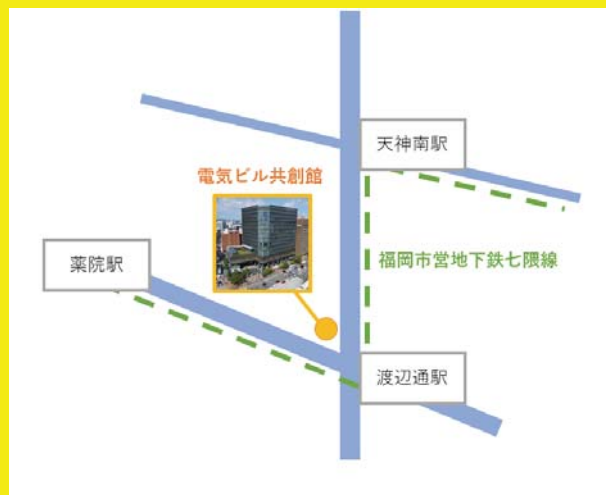 天神南駅
電気ビル共創館
薬院駅
福岡市営地下鉄七隈線
渡辺通駅